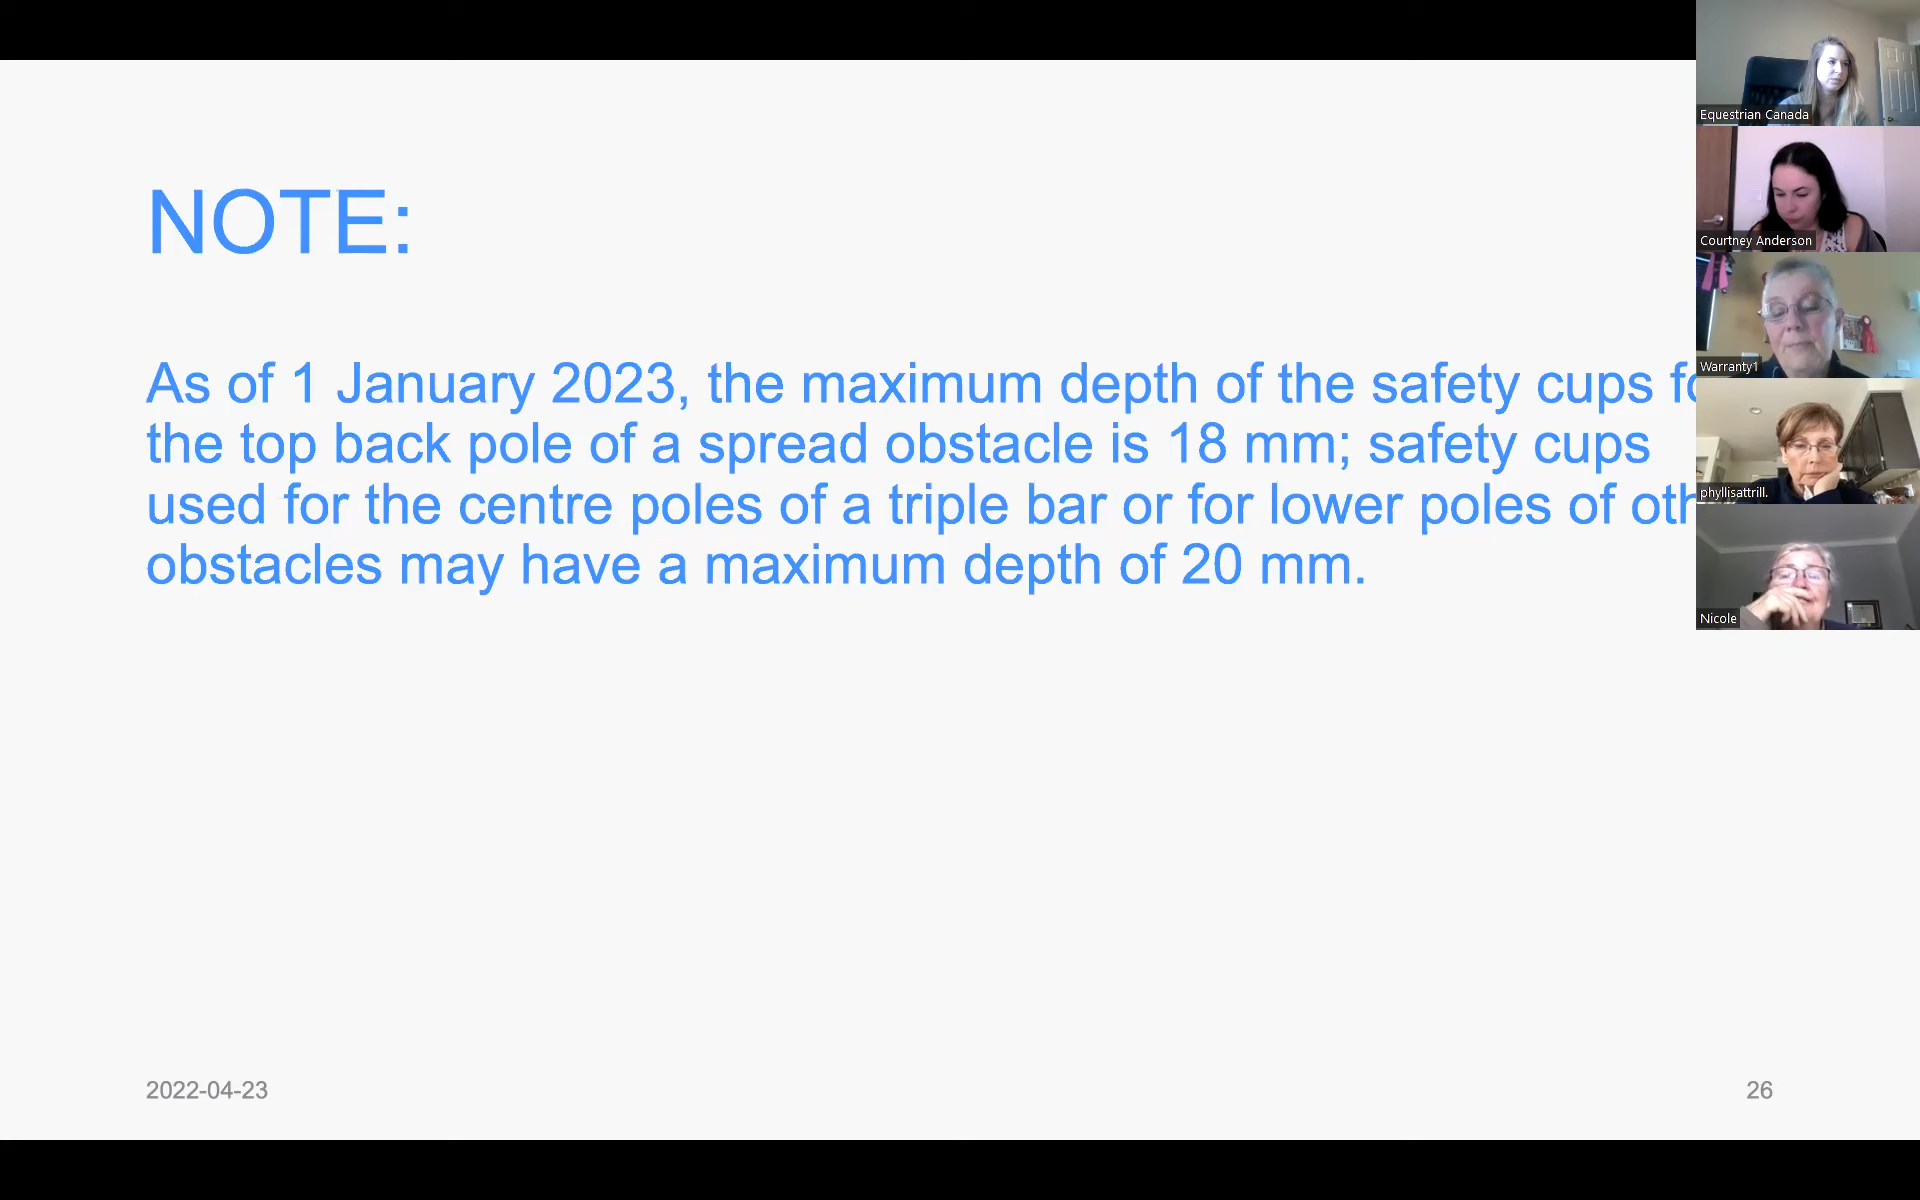 NOTE:
As of 1 January 2023, the maximum depth of the safety cups
the top back pole of a spread obstacle is 18 mm; safety cups
used for the centre poles of a triple bar or for lower poles of
obstacles may have a maximum depth of 20 mm.
2022-04-23
26
Equestrian Canada
Courtney Anderson
Warranty1
phyllisattrill.
Nicole